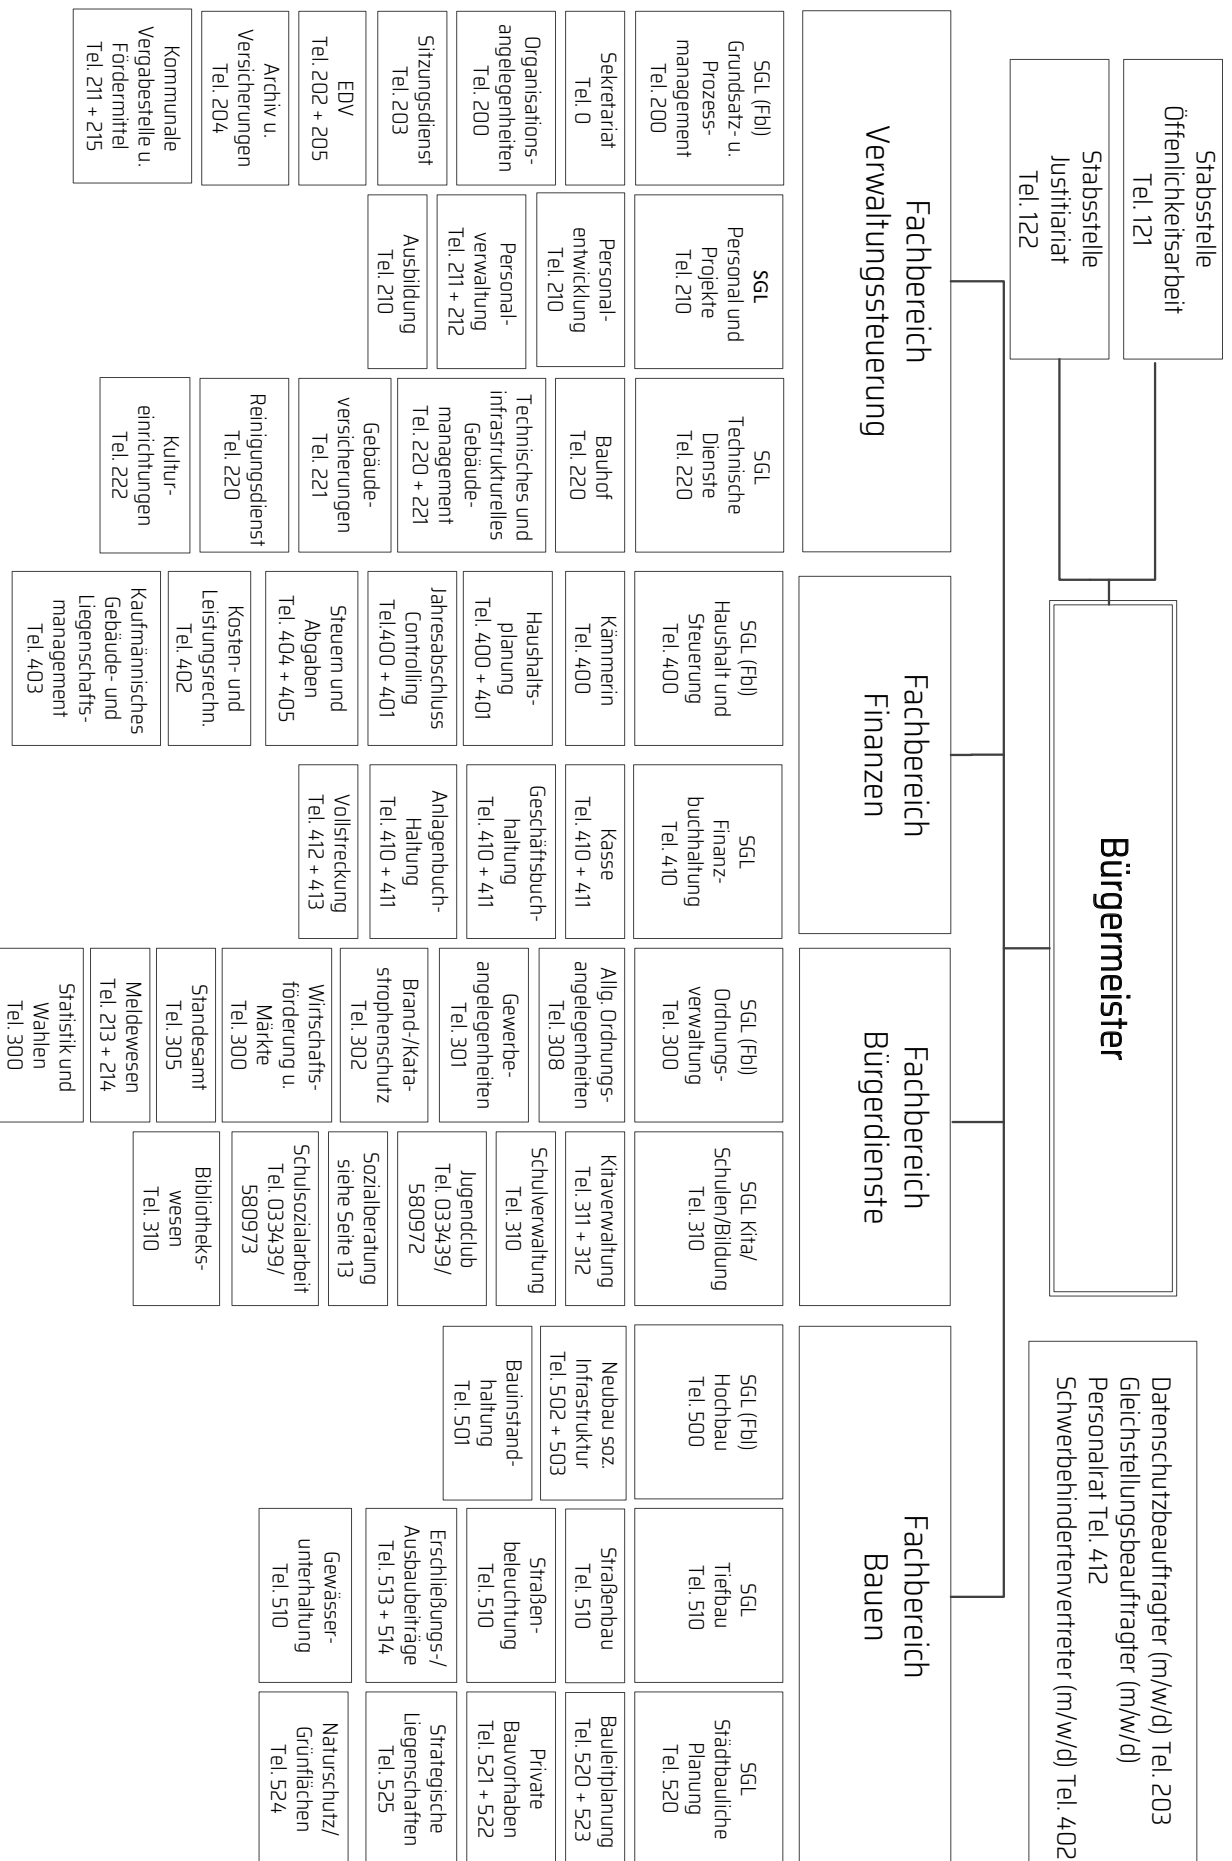 Stabsstelle
Öffenlichkeitsarbeit
Tel. 121
Stabsstelle
Justitiariat
Tel. 122
Bürgermeister
Datenschutzbeauftragter (m/w/d) Tel. 203
Gleichstellungsbeauftragter (m/w/d)
Personalrat Tel. 412
Schwerbehindertenvertreter (m/w/d) Tel. 402
Fachbereich
Verwaltungssteuerung
SGL (Fbl)
Grundsatz- u.
Prozess-
management
Tel. 200
Sekretariat
Tel. 0
Organisations-
angelegenheiten
Tel. 200
Sitzungsdienst
Tel. 203
EDV
Tel. 202 + 205
Archiv u.
Versicherungen
Tel. 204
Kommunale
Vergabestelle u.
Fördermittel
Tel. 211 + 215
SGL
Personal und
Projekte
Tel. 210
Personal-
entwicklung
Tel. 210
Personal-
verwaltung
Tel. 211 + 212
Ausbildung
Tel. 210
SGL
Technische
Dienste
Tel. 220
Bauhof
Tel. 220
Technisches und
infrastrukturelles
Gebäude-
management
Tel. 220 + 221
Gebäude-
versicherungen
Tel. 221
Reinigungsdienst
Tel. 220
Kultur-
einrichtungen
Tel. 222
Fachbereich
Finanzen
SGL (Fbl)
Haushalt und
Steuerung
Tel. 400
Kämmerin
Tel. 400
Haushalts-
planung
Tel. 400 + 401
Jahresabschluss
Controlling
Tel.400 + 401
Steuern und
Abgaben
Tel. 404 + 405
Kosten- und
Leistungsrechn.
Tel. 402
Kaufmännisches
Gebäude- und
Liegenschafts-
management
Tel. 403
SGL
Finanz-
buchhaltung
Tel. 410
Kasse
Tel. 410 + 411
Geschäftsbuch-
haltung
Tel. 410 + 411
Anlagenbuch-
Haltung
Tel. 410 + 411
Vollstreckung
Tel. 412 + 413
Fachbereich
Bürgerdienste
SGL (Fbl)
Ordnungs-
verwaltung
Tel. 300
Allg. Ordnungs-
angelegenheiten
Tel. 308
Gewerbe-
angelegenheiten
Tel. 301
Brand-/Kata-
strophenschutz
Tel. 302
Wirtschafts-
förderung u.
Märkte
Tel. 300
Standesamt
Tel. 305
Meldewesen
Tel. 213 + 214
Statistik und
Wahlen
Tel. 300
SGL Kita/
Schulen/Bildung
Tel. 310
Kitaverwaltung
Tel. 311 + 312
Schulverwaltung
Tel. 310
Jugendclub
Tel. 033439/
580972
Sozialberatung
siehe Seite 13
Schulsozialarbeit
Tel. 033439/
580973
Bibliotheks-
wesen
Tel. 310
Fachbereich
Bauen
SGL (Fbl)
Hochbau
Tel. 500
Neubau soz.
Infrastruktur
Tel. 502 + 503
Bauinstand-
haltung
Tel. 501
SGL
Tiefbau
Tel. 510
Straßenbau
Tel. 510
Straßen-
beleuchtung
Tel. 510
Erschließungs-/
Ausbaubeiträge
Tel. 513 + 514
Gewässer-
unterhaltung
Tel. 510
SGL
Städtbauliche
Planung
Tel. 520
Bauleitplanung
Tel. 520 + 523
Private
Bauvorhaben
Tel. 521 + 522
Strategische
Liegenschaften
Tel. 525
Naturschutz/
Grünflächen
Tel. 524